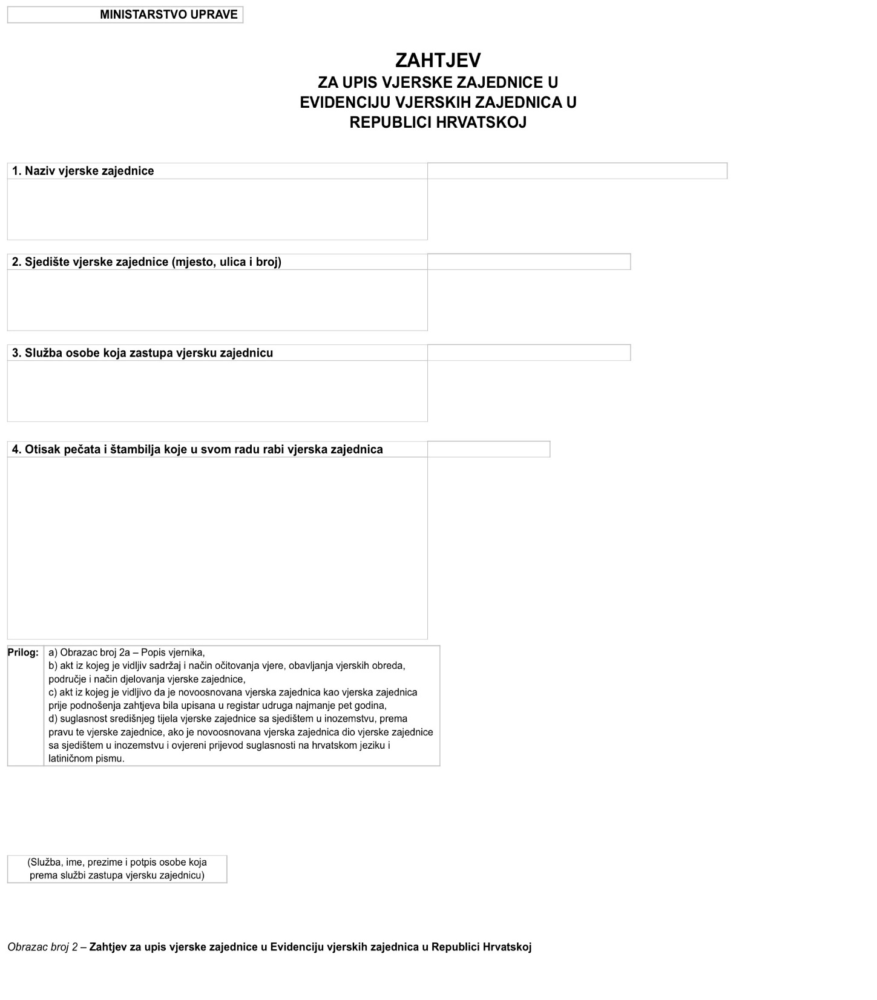 MINISTARSTVO UPRAVE
ZAHTJEV
ZA UPIS VJERSKE ZAJEDNICE U
EVIDENCIJU VJERSKIH ZAJEDNICA U
REPUBLICI HRVATSKOJ
1. Naziv vjerske zajednice
2. Sjedište vjerske zajednice (mjesto, ulica i broj)
3. Služba osobe koja zastupa vjersku zajednicu
4. Otisak pečata i štambilja koje u svom radu rabi vjerska zajednica
Prilog: a) Obrazac broj 2a – Popis vjernika,
b) akt iz kojeg je vidljiv sadržaj i način očitovanja vjere, obavljanja vjerskih obreda,
područje i način djelovanja vjerske zajednice,
c) akt iz kojeg je vidljivo da je novoosnovana vjerska zajednica kao vjerska zajednica
prije podnošenja zahtjeva bila upisana u registar udruga najmanje pet godina,
d) suglasnost središnjeg tijela vjerske zajednice sa sjedištem u inozemstvu, prema
pravu te vjerske zajednice, ako je novoosnovana vjerska zajednica dio vjerske zajednice
sa sjedištem u inozemstvu i ovjereni prijevod suglasnosti na hrvatskom jeziku i
latiničnom pismu.
(Služba, ime, prezime i potpis osobe koja
prema službi zastupa vjersku zajednicu)
Obrazac broj 2 – Zahtjev za upis vjerske zajednice u Evidenciju vjerskih zajednica u Republici Hrvatskoj